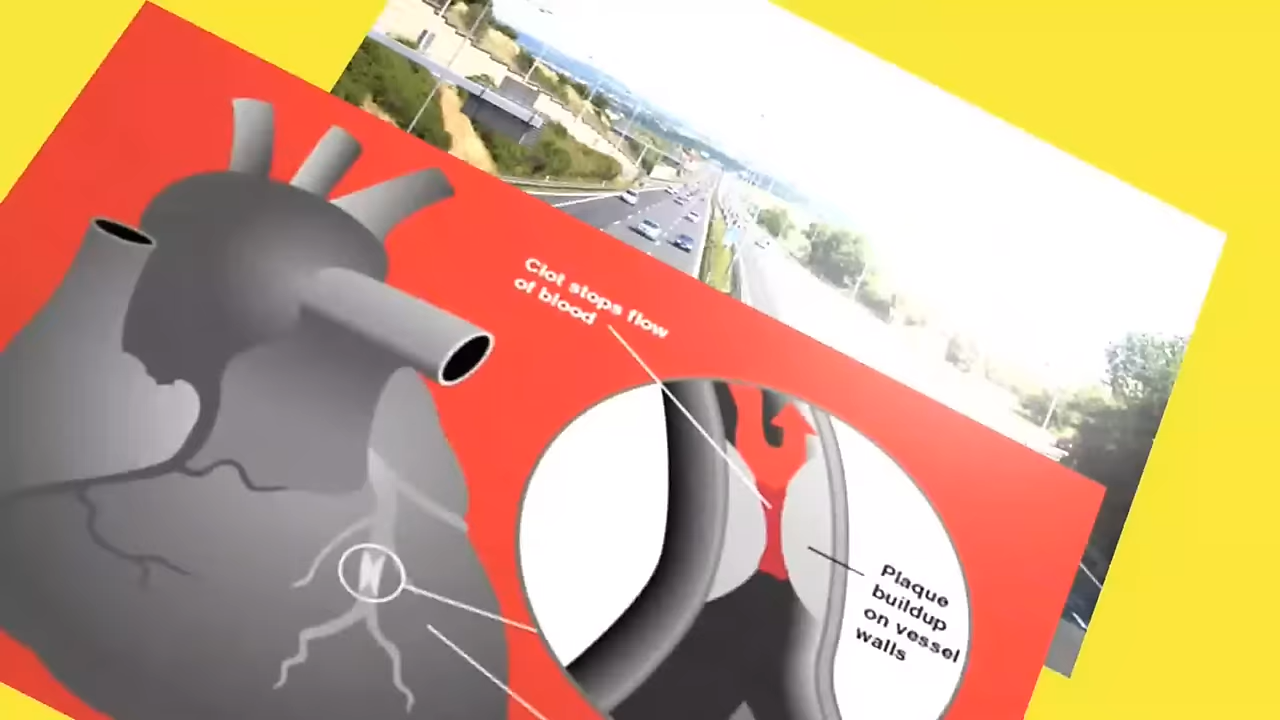 Clot stops flow
of blood
Plaque
buildup
on vessel
walls